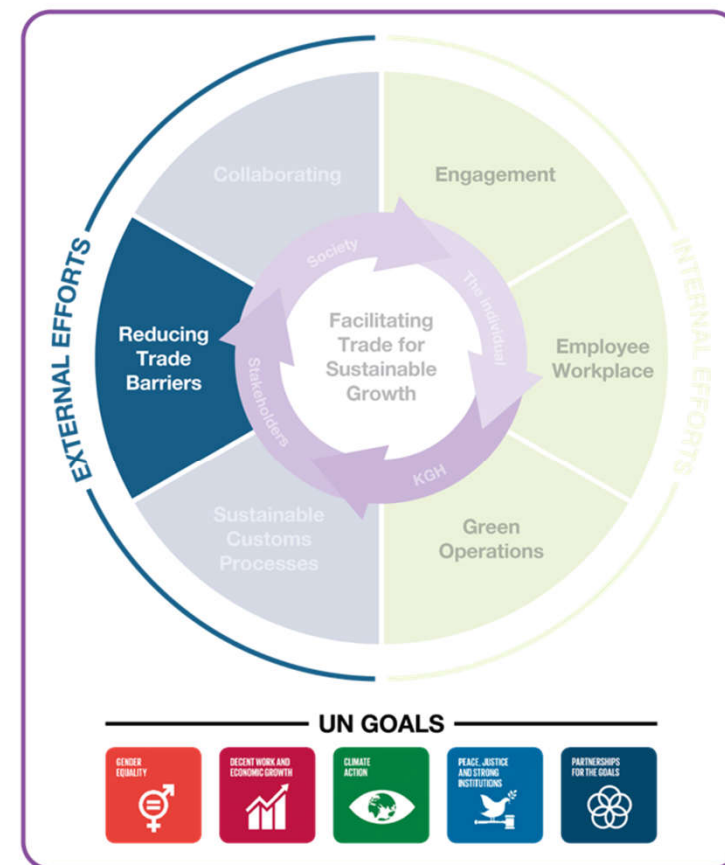 EXTERNAL EFFORTS
INTERNAL EFFORTS
Collaborating
Engagement
Reducing
Trade
Barriers
Employee
Workplace
Sustainable
Customs
Processes
Green
Operations
Society
The individual
KGH
Stakeholders
Facilitating
Trade for
Sustainable
Growth
UN GOALS
GENDER
EQUALITY
DECENT WORK AND
ECONOMIC GROWTH
CLIMATE
ACTION
PEACE, JUSTICE
AND STRONG
INSTITUTIONS
PARTNERSHIPS
FOR THE GOALS